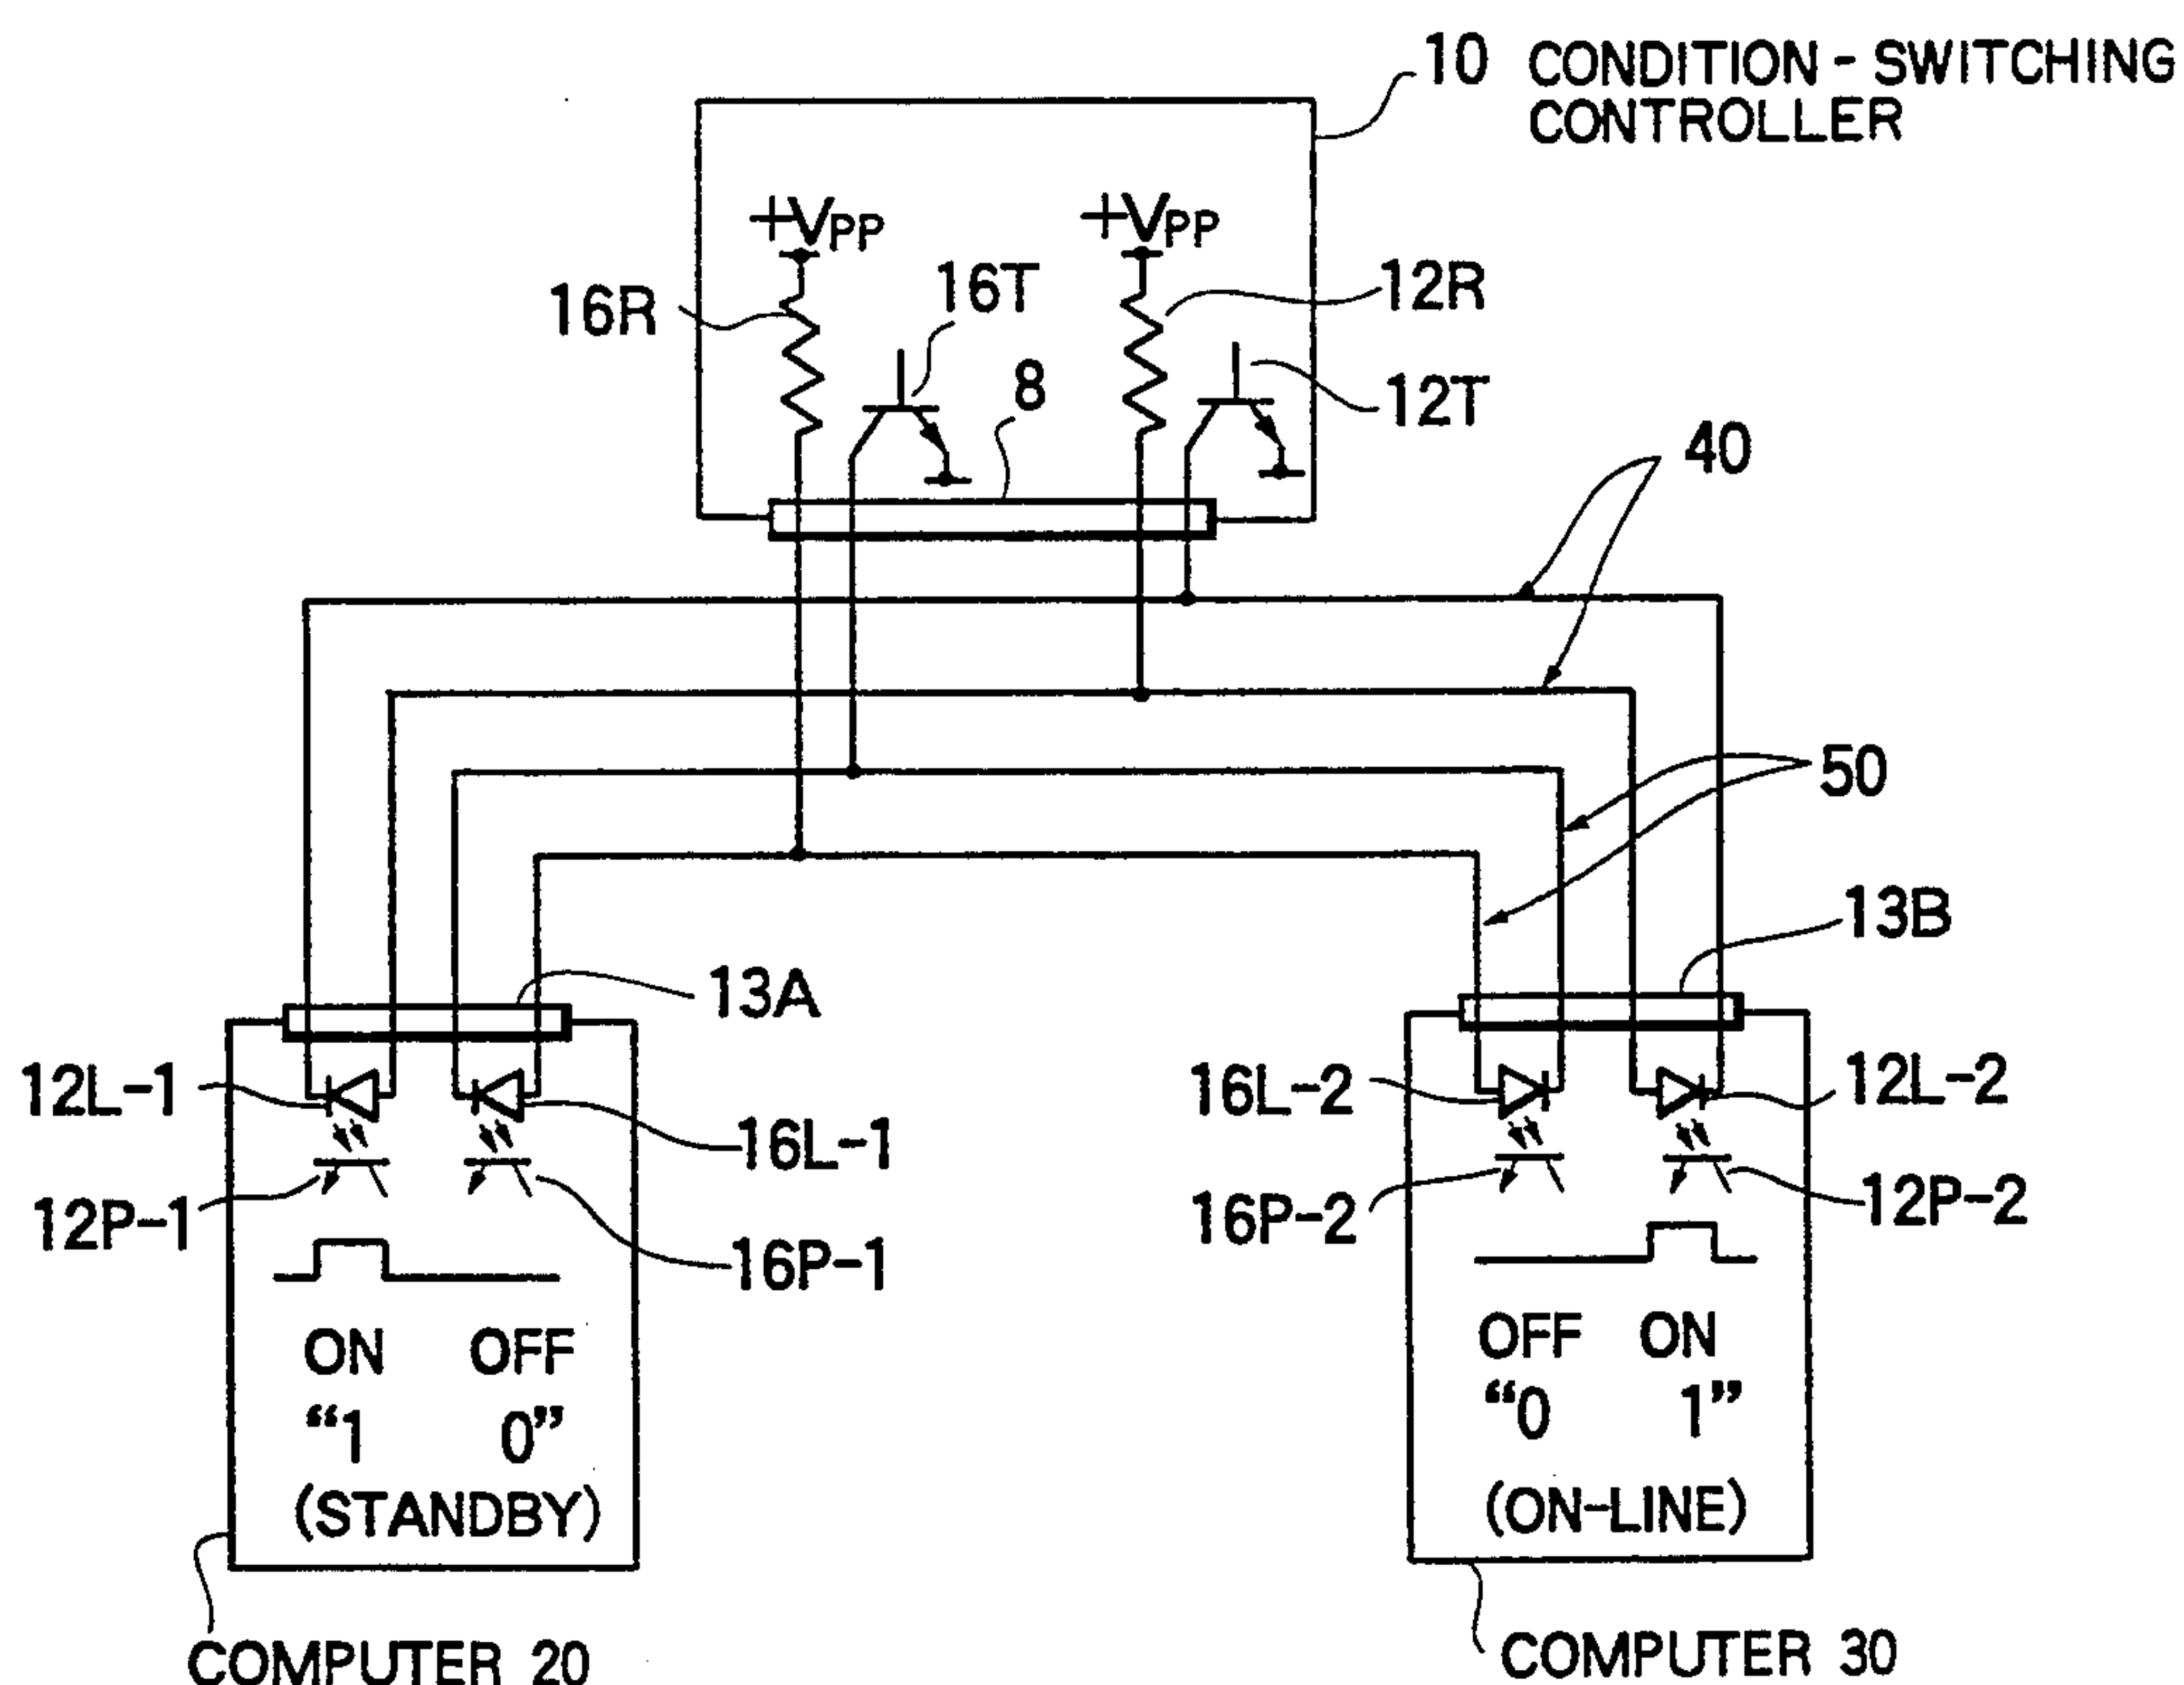 10 CONDITION - SWITCHING
CONTROLLER
+VPP
+VPP
16R
16T
12R
8
12T
40
50
13B
13A
12L-1
16L-1
16L-2
12L-2
12P-1
16P-1
16P-2
12P-2
ON OFF
“1 0”
(STANDBY)
OFF ON
“0 1”
(ON-LINE)
COMPUTER 20
COMPUTER 30